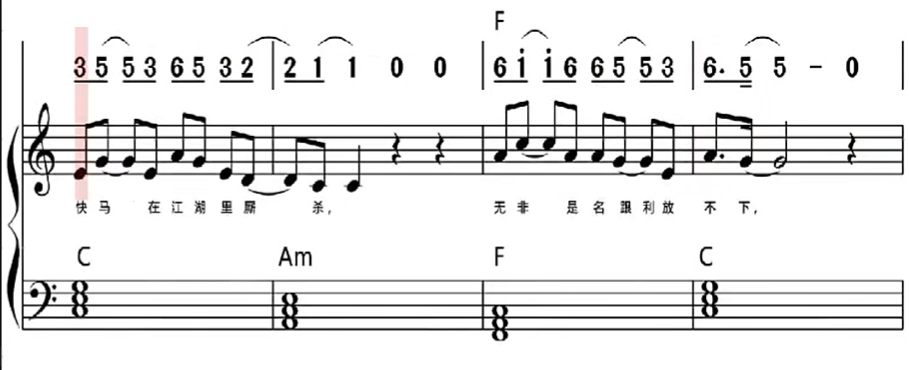 F
3 5 5 3 6 5 3 2 2 1 1 0 0 6 i i 6 6 5 5 3 6. 5 5 - 0
快马 在江湖里厮 杀， 无非 是名跟利放不下，
C Am F C